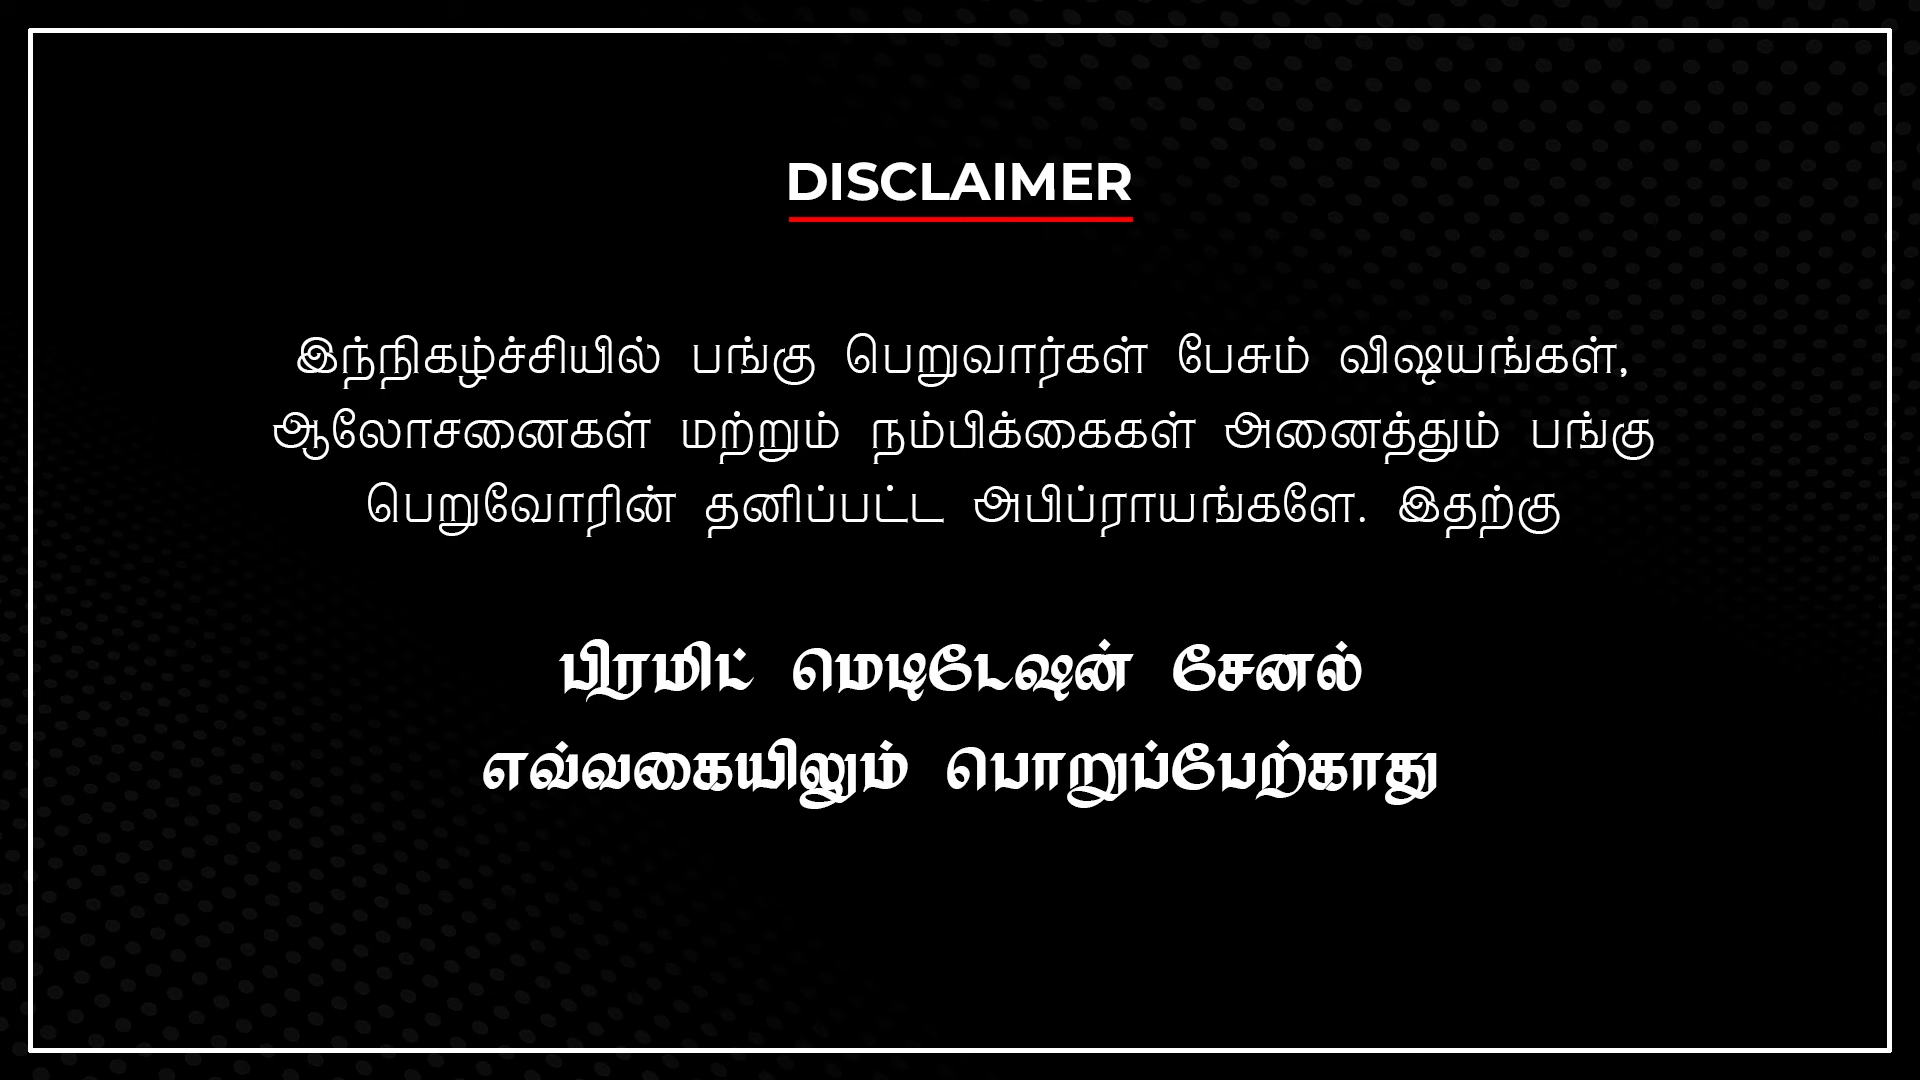 DISCLAIMER
இந்நிகழ்ச்சியில் பங்கு பெறுவார்கள் பேசும் விஷயங்கள்,
ஆலோசனைகள் மற்றும் நம்பிக்கைகள் அனைத்தும் பங்கு
பெறுவோரின் தனிப்பட்ட அபிப்ராயங்களே. இதற்கு
பிரமிட் மெடிடேஷன் சேனல்
எவ்வகையிலும் பொறுப்பேற்காது